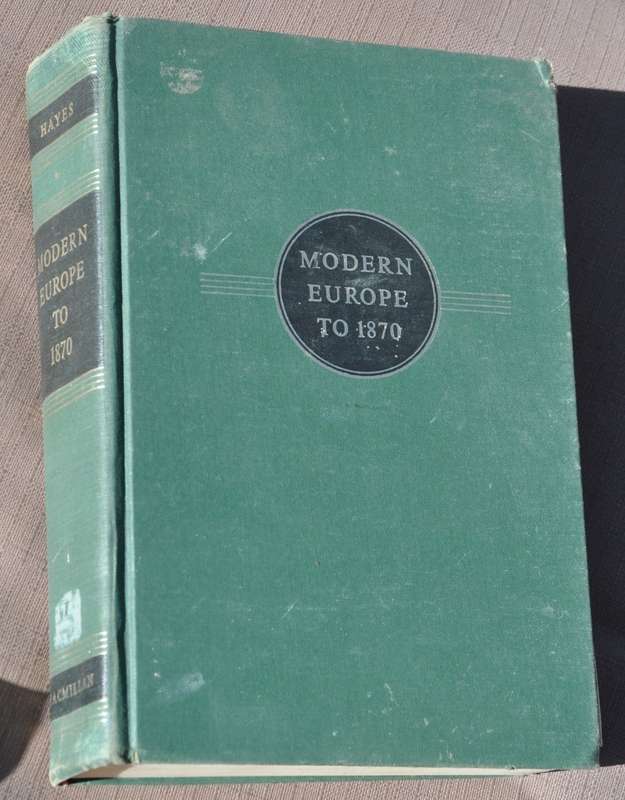 HAYES
MODERN
EUROPE
TO
1870
MACMILLAN
MODERN
EUROPE
TO 1870